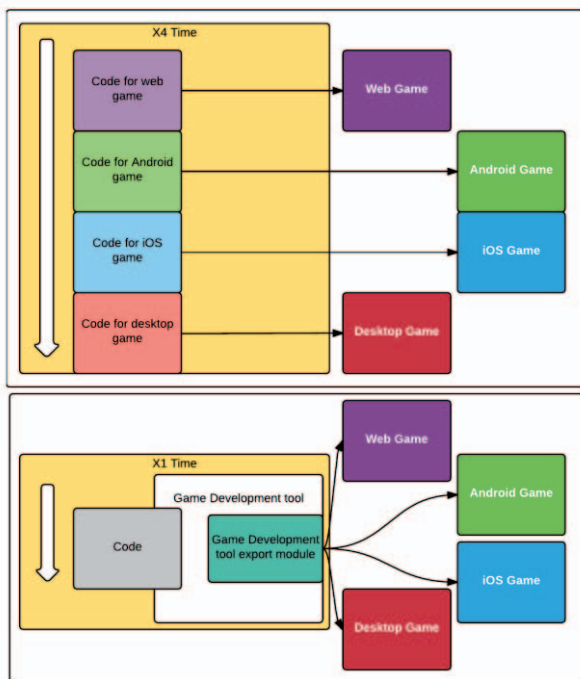 X4 Time
Code for web
game
Web Game
Code for Android
game
Android Game
Code for iOS
game
iOS Game
Code for desktop
game
Desktop Game
X1 Time
Game Development tool
Code
Game Development
tool export module
Web Game
Android Game
iOS Game
Desktop Game